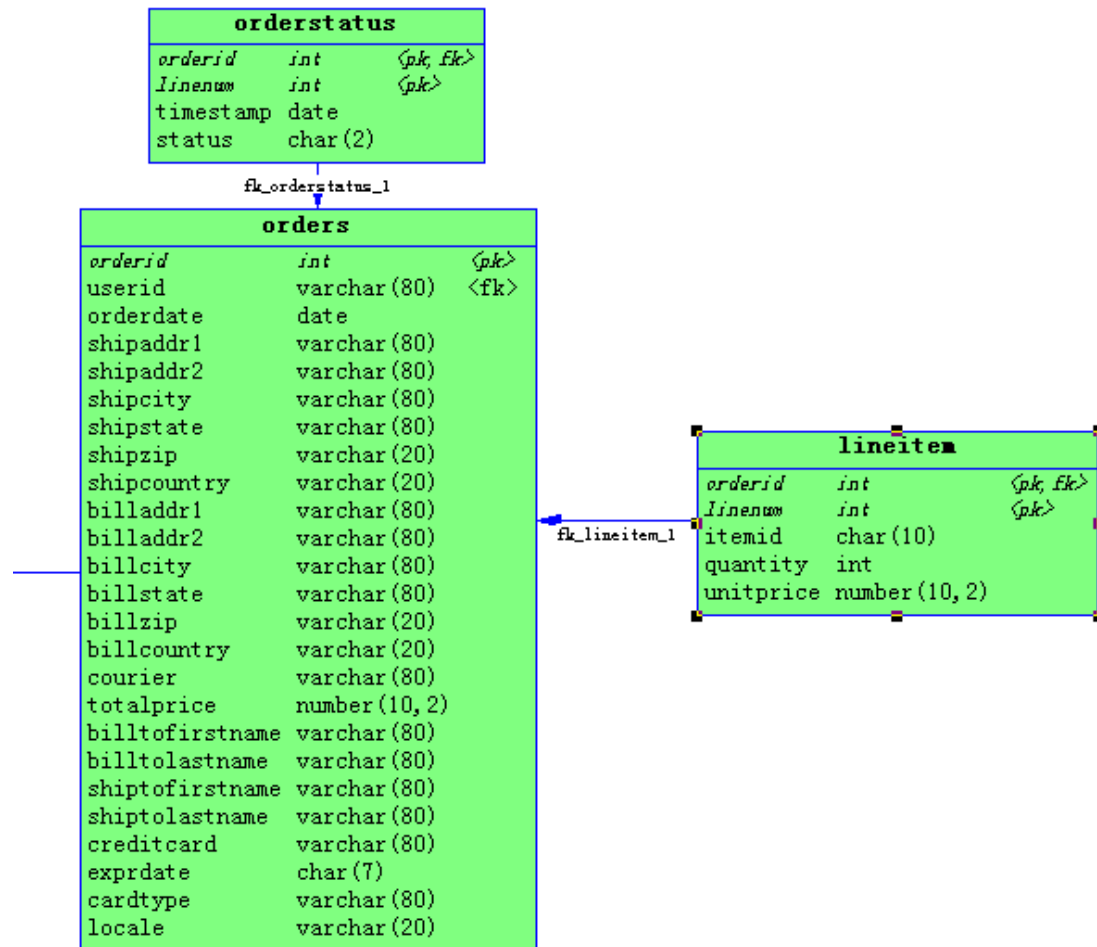 orderstatus
orderid int <pk, fk>
linenum int <pk>
timestamp date
status char(2)
fk_orderstatus_1
orders
orderid int <pk>
userid varchar(80) <fk>
orderdate date
shipaddr1 varchar(80)
shipaddr2 varchar(80)
shipcity varchar(80)
shipstate varchar(80)
shipzip varchar(20)
shipcountry varchar(20)
billaddr1 varchar(80)
billaddr2 varchar(80)
billcity varchar(80)
billstate varchar(80)
billzip varchar(20)
billcountry varchar(20)
courier varchar(80)
totalprice number(10,2)
billtofirstname varchar(80)
billtolastname varchar(80)
shiptofirstname varchar(80)
shiptolastname varchar(80)
creditcard varchar(80)
exprdate char(7)
cardtype varchar(80)
locale varchar(20)
fk_lineitem_1
lineitem
orderid int <pk, fk>
linenum int <pk>
itemid char(10)
quantity int
unitprice number(10,2)